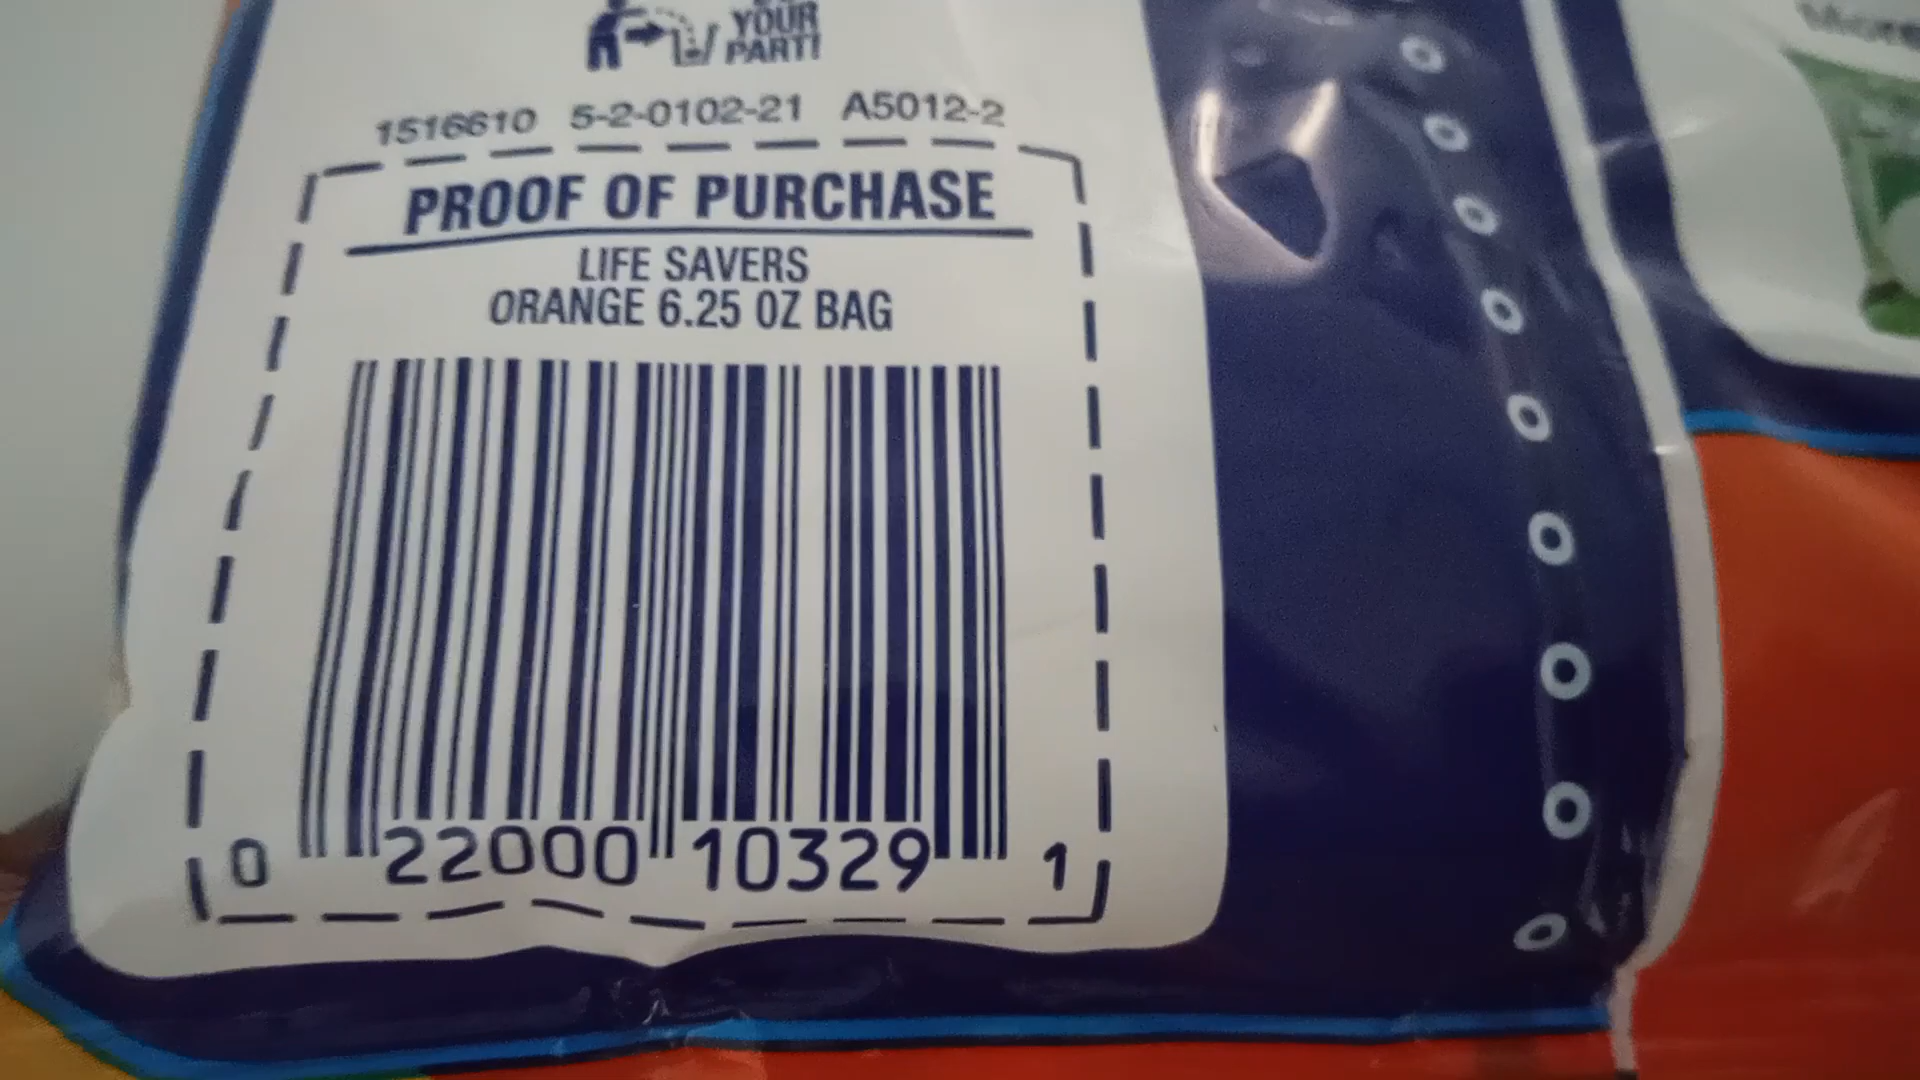 YOUR
PART!
1516610 5-2-0102-21 A5012-2
PROOF OF PURCHASE
LIFE SAVERS
ORANGE 6.25 OZ BAG
0 22000 10329 1